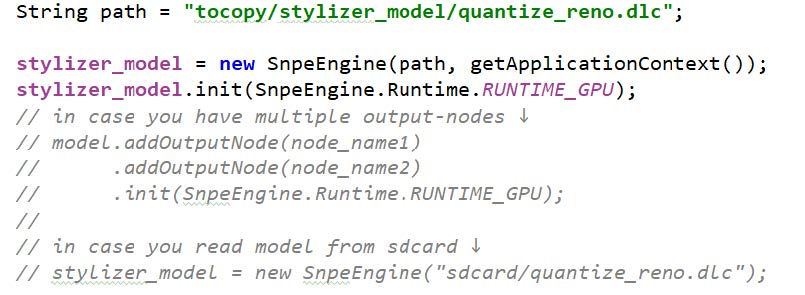 String path = "tocopy/stylizer_model/quantize_reno.dlc";
stylizer_model = new SnpeEngine(path, getApplicationContext());
stylizer_model.init(SnpeEngine.Runtime.RUNTIME_GPU);
// in case you have multiple output-nodes ↓
// model.addOutputNode(node_name1)
//      .addOutputNode(node_name2)
//      .init(SnpeEngine.Runtime.RUNTIME_GPU);
//
// in case you read model from sdcard ↓
// stylizer_model = new SnpeEngine("sdcard/quantize_reno.dlc");